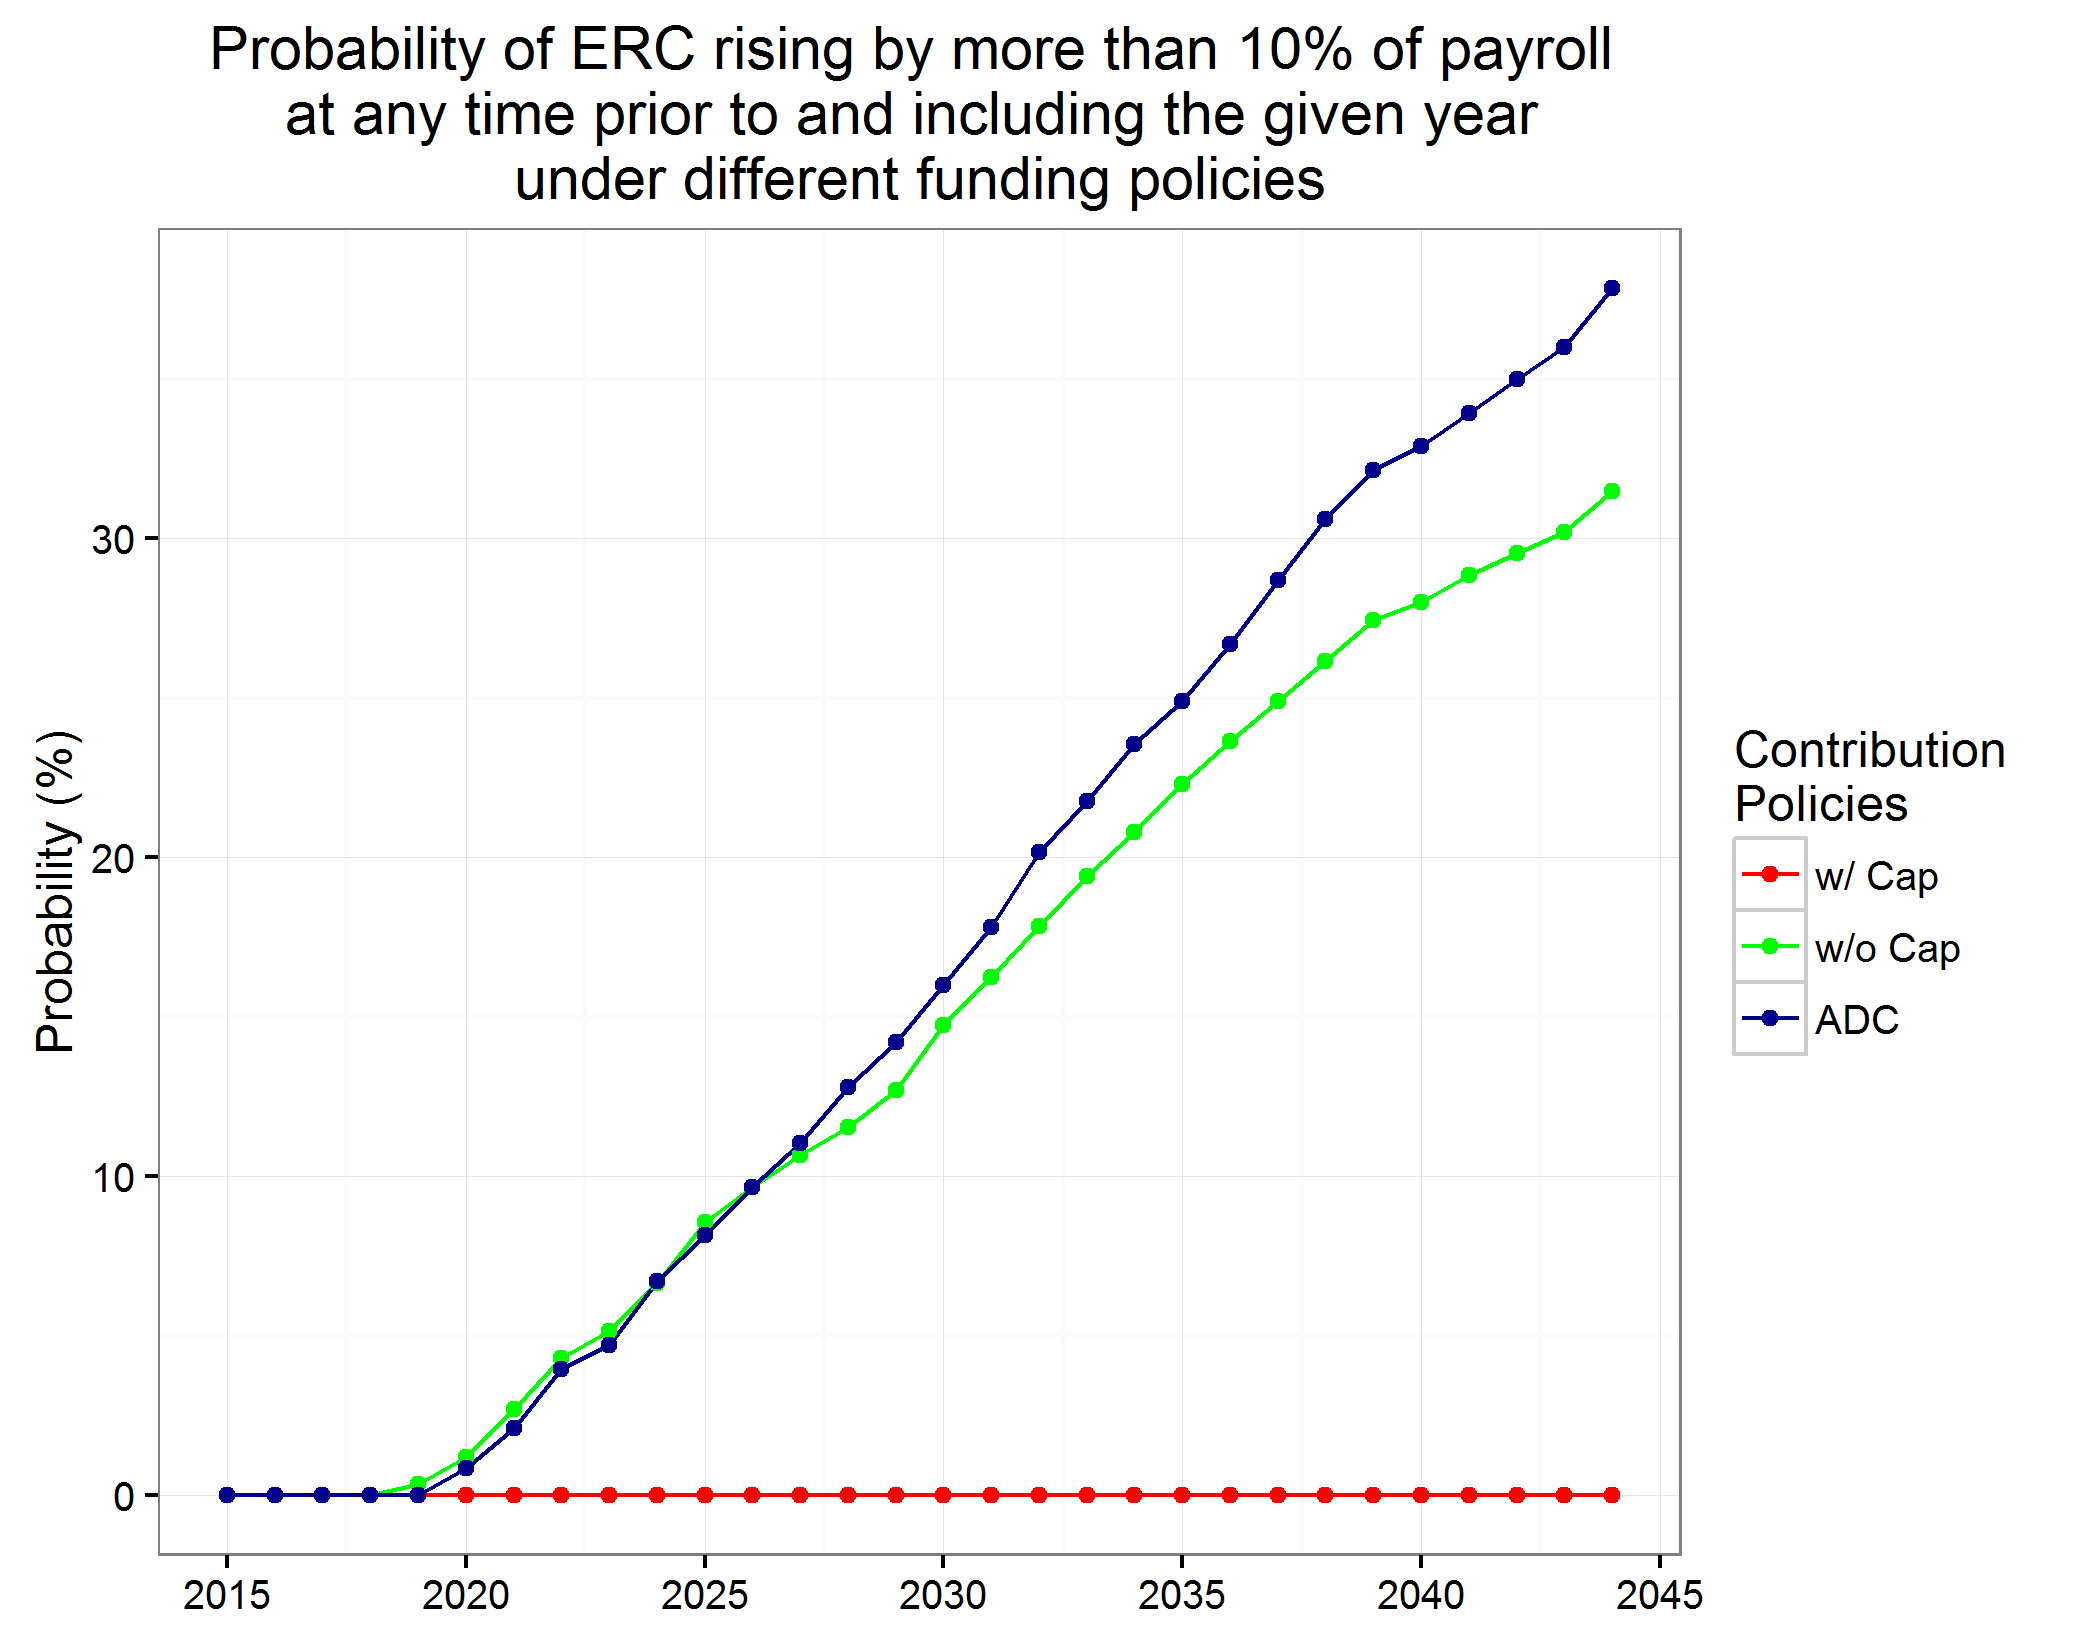 Probability of ERC rising by more than 10% of payroll
at any time prior to and including the given year
under different funding policies
Probability (%)
30
20
10
0
2015 2020 2025 2030 2035 2040 2045
Contribution
Policies
w/ Cap
w/o Cap
ADC